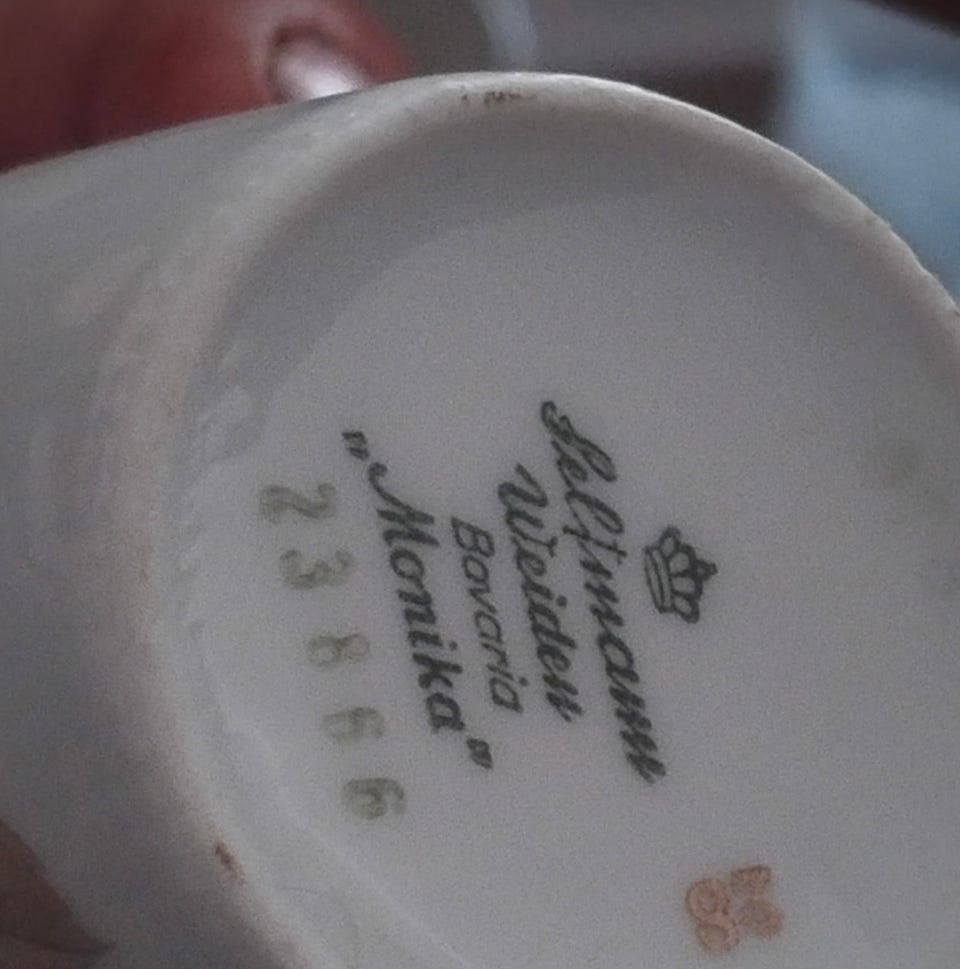 Seltmann
Weiden
Bavaria
"Monika"
23866